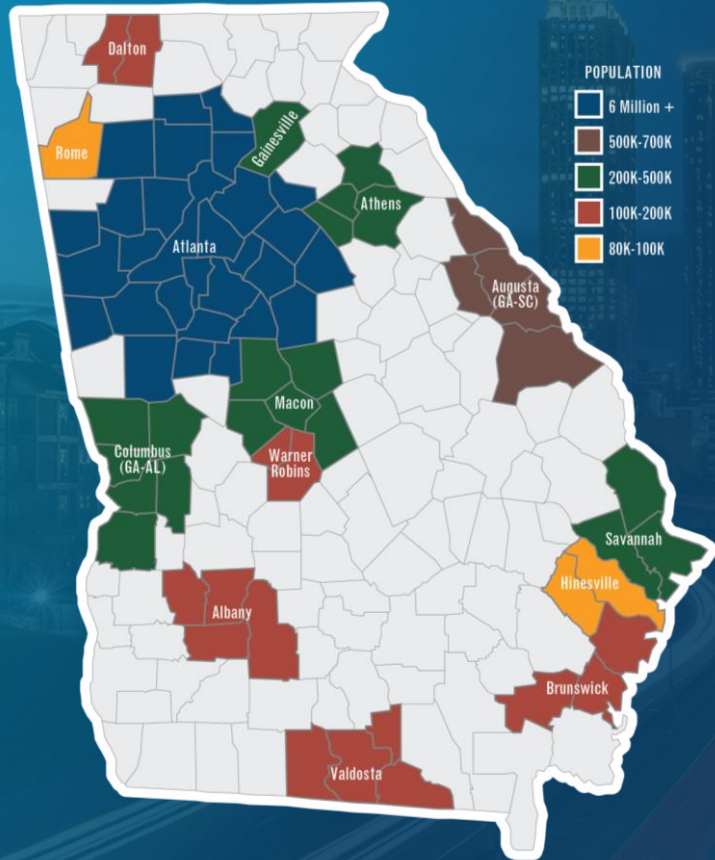 Dalton
POPULATION
6 Million +
500K-700K
200K-500K
100K-200K
80K-100K
Gainesville
Rome
Athens
Atlanta
Augusta
(GA-SC)
Macon
Columbus
(GA-AL)
Warner
Robins
Savannah
Hinesville
Albany
Brunswick
Valdosta